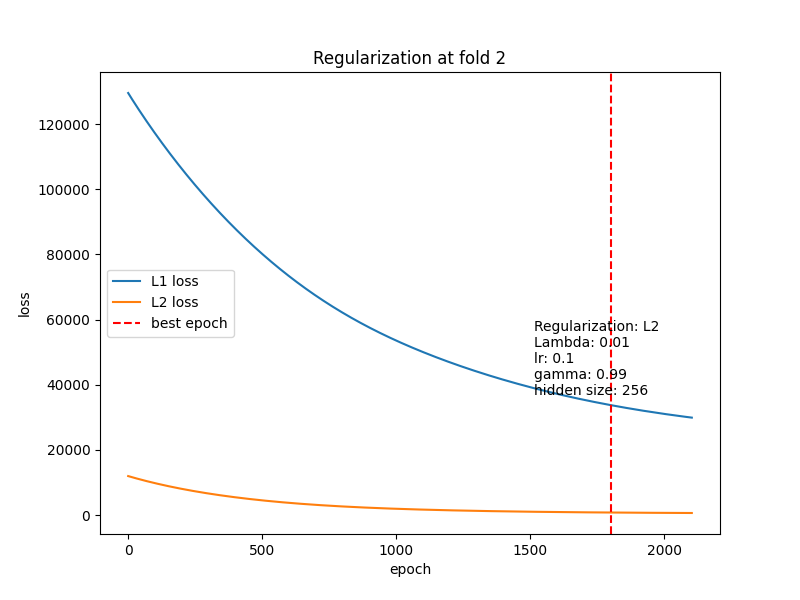 Regularization at fold 2
120000
100000
80000
60000
40000
20000
0
loss
L1 loss
L2 loss
best epoch
Regularization: L2
Lambda: 0.01
lr: 0.1
gamma: 0.99
hidden size: 256
0 500 1000 1500 2000
epoch